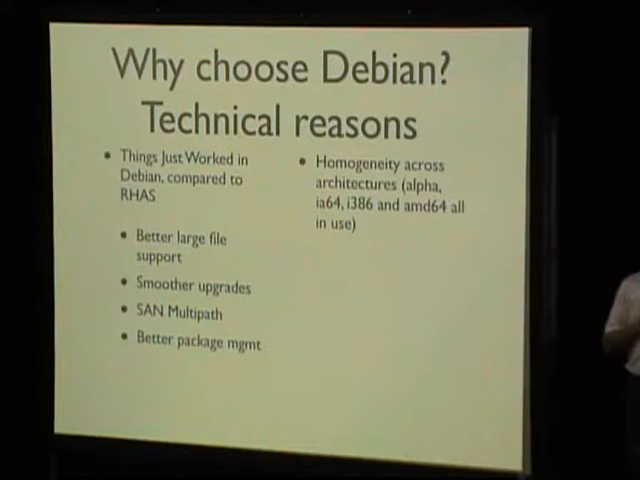 Why choose Debian?
Technical reasons
• Things Just Worked in
Debian, compared to
RHAS
• Better large file
support
• Smoother upgrades
• SAN Multipath
• Better package mgmt
• Homogeneity across
architectures (alpha,
ia64, i386 and amd64 all
in use)